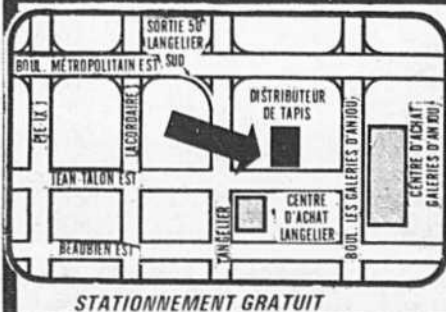 SORTIE 50
LANGELIER
SUD
BOUL. MÉTROPOLITAIN EST
DISTRIBUTEUR
DE TAPIS
PIE IX
LACORDAIRE
JEAN-TALON EST
LANGELIER
CENTRE
D'ACHAT
LANGELIER
BOUL. LES GALERIES D'ANJOU
CENTRE D'ACHAT
GALERIES D'ANJOU
BEAUBIEN EST
STATIONNEMENT GRATUIT